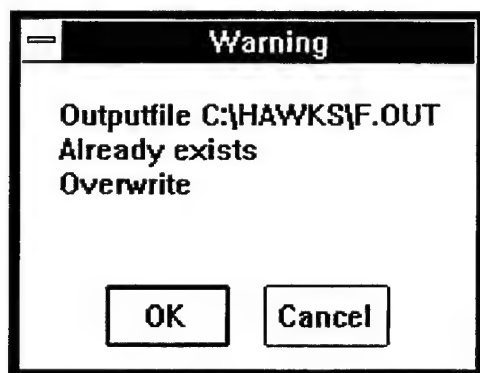 Warning
Outputfile C:\HAWKS\F.OUT
Already exists
Overwrite
OK
Cancel